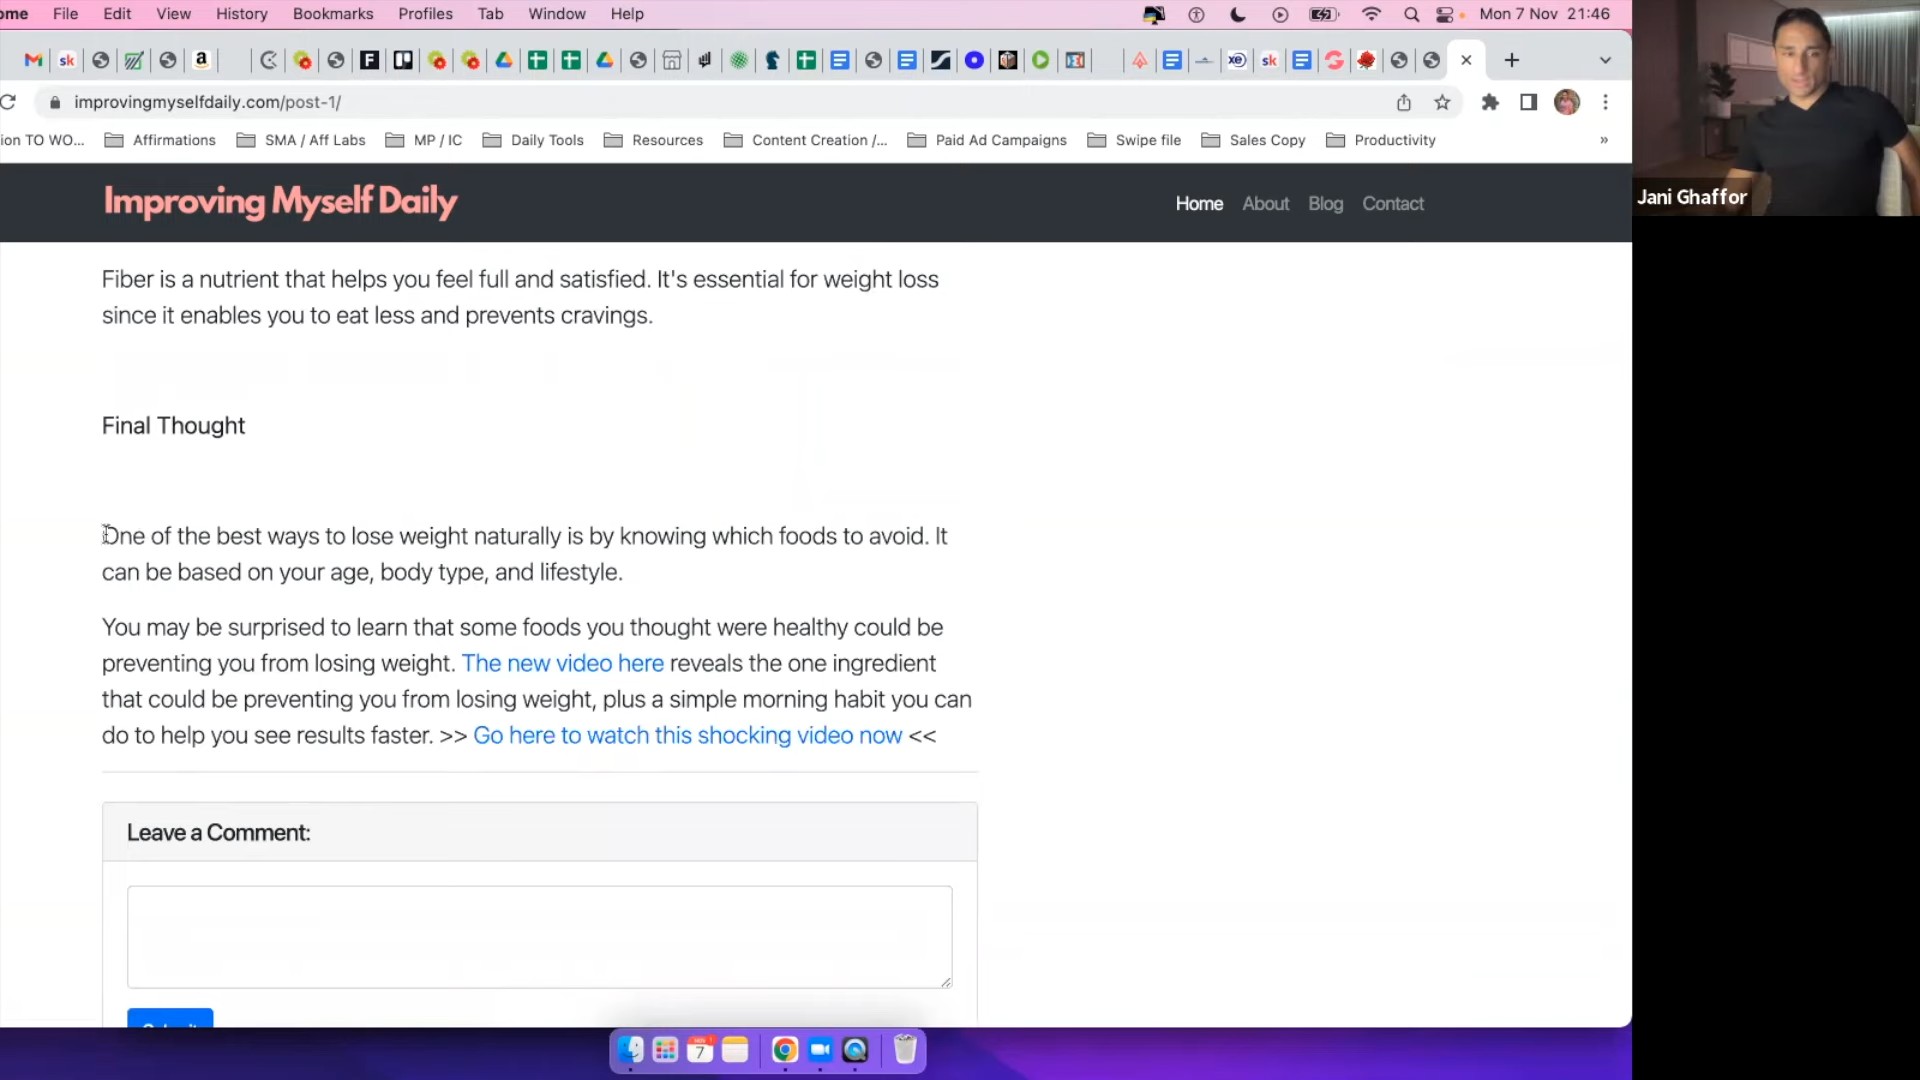 ome File Edit View History Bookmarks Profiles Tab Window Help Mon 7 Nov 21:46
improvingmyselfdaily.com/post-1/
ion TO WO... Affirmations SMA / Aff Labs MP / IC Daily Tools Resources Content Creation /... Paid Ad Campaigns Swipe file Sales Copy Productivity »
Jani Ghaffor
Improving Myself Daily Home About Blog Contact
Fiber is a nutrient that helps you feel full and satisfied. It's essential for weight loss
since it enables you to eat less and prevents cravings.
Final Thought
One of the best ways to lose weight naturally is by knowing which foods to avoid. It
can be based on your age, body type, and lifestyle.
You may be surprised to learn that some foods you thought were healthy could be
preventing you from losing weight. The new video here reveals the one ingredient
that could be preventing you from losing weight, plus a simple morning habit you can
do to help you see results faster. >> Go here to watch this shocking video now <<
Leave a Comment: